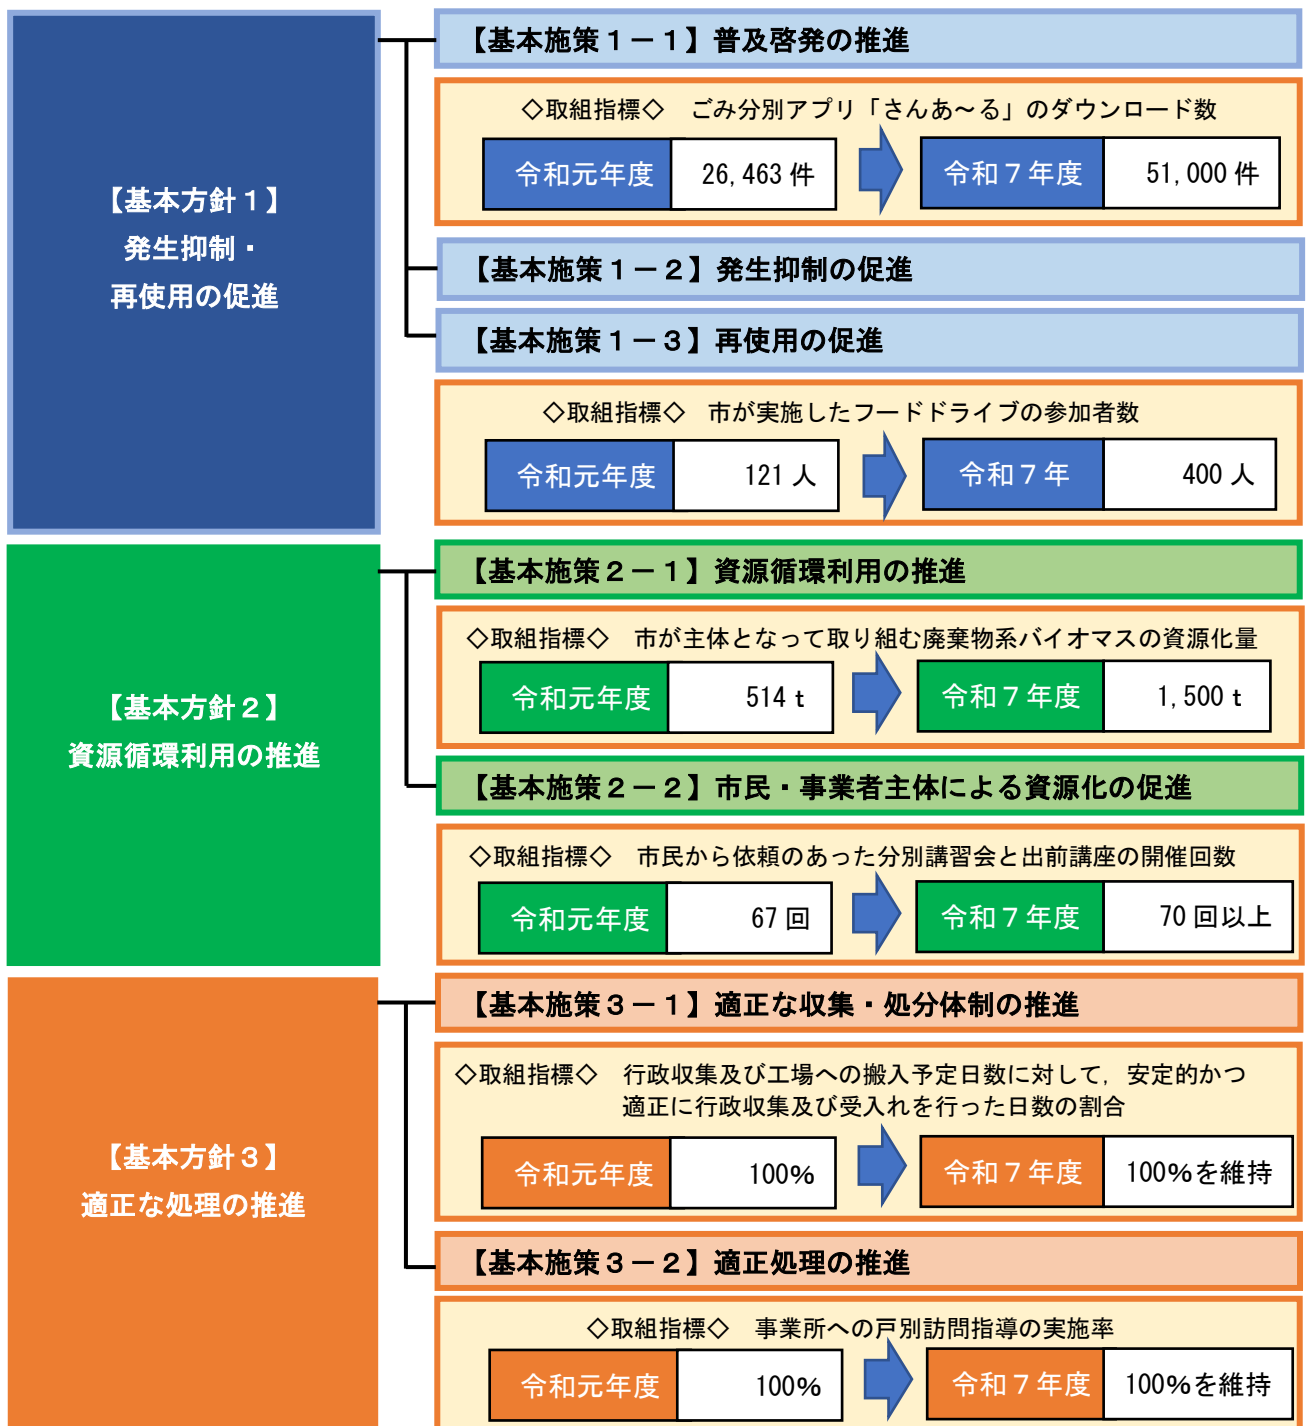 【基本方針１】
発生抑制・
再使用の促進
【基本施策１－１】普及啓発の推進
◇取組指標◇　ごみ分別アプリ「さんあ～る」のダウンロード数
令和元年度　26,463 件　令和７年度　51,000 件
【基本施策１－２】発生抑制の促進
【基本施策１－３】再使用の促進
◇取組指標◇　市が実施したフードドライブの参加者数
令和元年度　121 人　令和７年　400 人
【基本方針２】
資源循環利用の推進
【基本施策２－１】資源循環利用の推進
◇取組指標◇　市が主体となって取り組む廃棄物系バイオマスの資源化量
令和元年度　514 t　令和７年度　1,500 t
【基本施策２－２】市民・事業者主体による資源化の促進
◇取組指標◇　市民から依頼のあった分別講習会と出前講座の開催回数
令和元年度　67 回　令和７年度　70 回以上
【基本方針３】
適正な処理の推進
【基本施策３－１】適正な収集・処分体制の推進
◇取組指標◇　行政収集及び工場への搬入予定日数に対して，安定的かつ
適正に行政収集及び受入れを行った日数の割合
令和元年度　100%　令和７年度　100%を維持
【基本施策３－２】適正処理の推進
◇取組指標◇　事業所への戸別訪問指導の実施率
令和元年度　100%　令和７年度　100%を維持